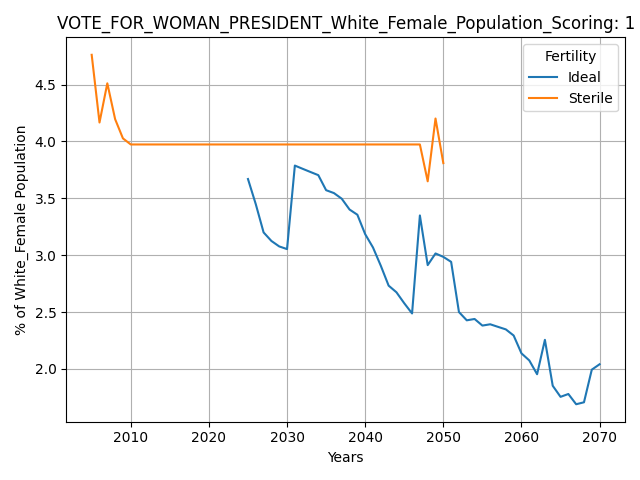 VOTE_FOR_WOMAN_PRESIDENT_White_Female_Population_Scoring: 1
Fertility
Ideal
Sterile
% of White_Female Population
4.5
4.0
3.5
3.0
2.5
2.0
2010 2020 2030 2040 2050 2060 2070
Years